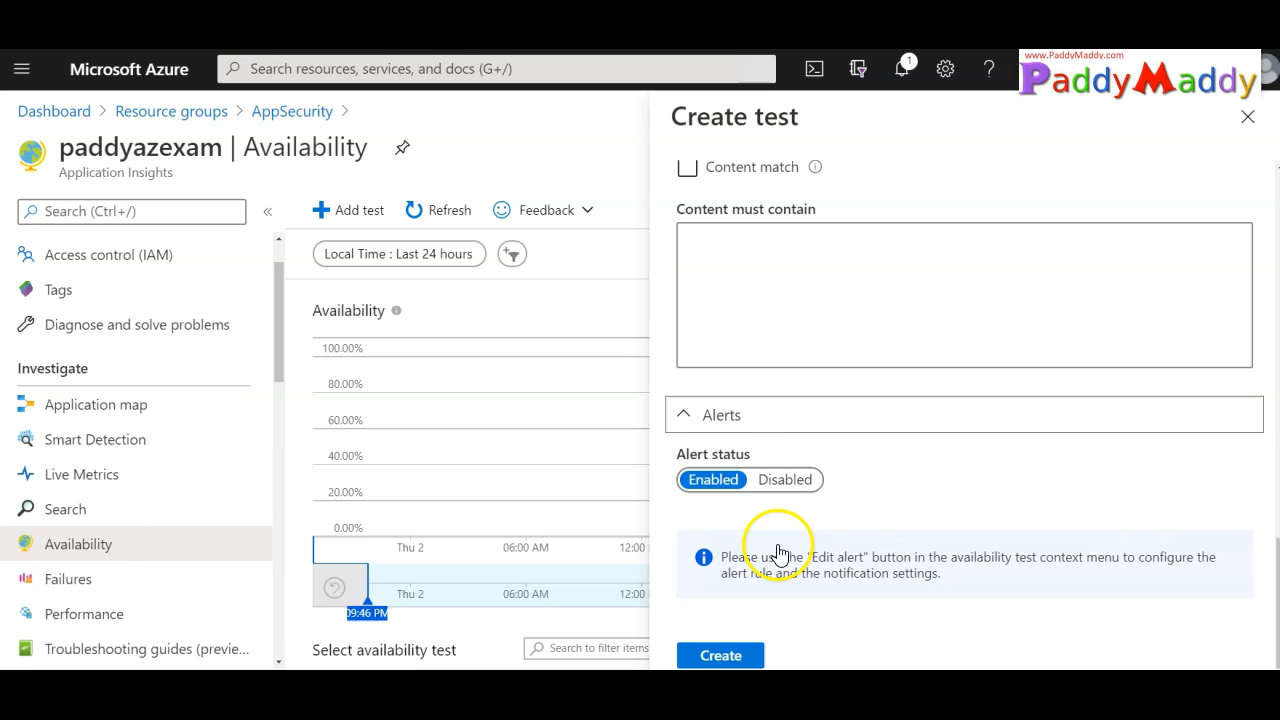 www.PaddyMaddy.com
PaddyMaddy
Microsoft Azure
Search resources, services, and docs (G+/)
1
Dashboard > Resource groups > AppSecurity >
paddyazexam | Availability
Application Insights
Search (Ctrl+/)
Access control (IAM)
Tags
Diagnose and solve problems
Investigate
Application map
Smart Detection
Live Metrics
Search
Availability
Failures
Performance
Troubleshooting guides (previe...
Add test
Refresh
Feedback
Local Time : Last 24 hours
Availability
100.00%
80.00%
60.00%
40.00%
20.00%
0.00%
Thu 2 06:00 AM 12:00
Thu 2 06:00 AM 12:00
09:46 PM
Select availability test
Search to filter items
Create test
Content match
Content must contain
Alerts
Alert status
Enabled Disabled
Please use the "Edit alert" button in the availability test context menu to configure the
alert rule and the notification settings.
Create